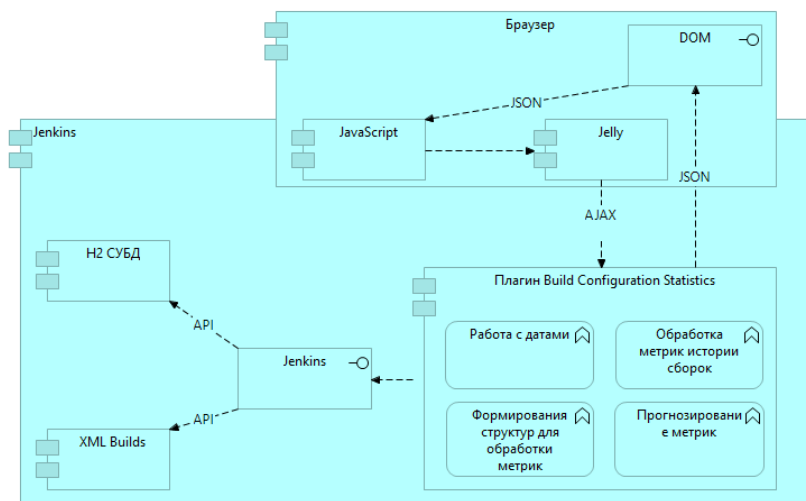 Браузер
DOM
JSON
Jenkins
JavaScript
Jelly
JSON
AJAX
H2 СУБД
Плагин Build Configuration Statistics
API
Работа с датами
Обработка
метрик истории
сборок
Jenkins
API
Формирования
структур для
обработки
метрик
Прогнозировани
е метрик
XML Builds